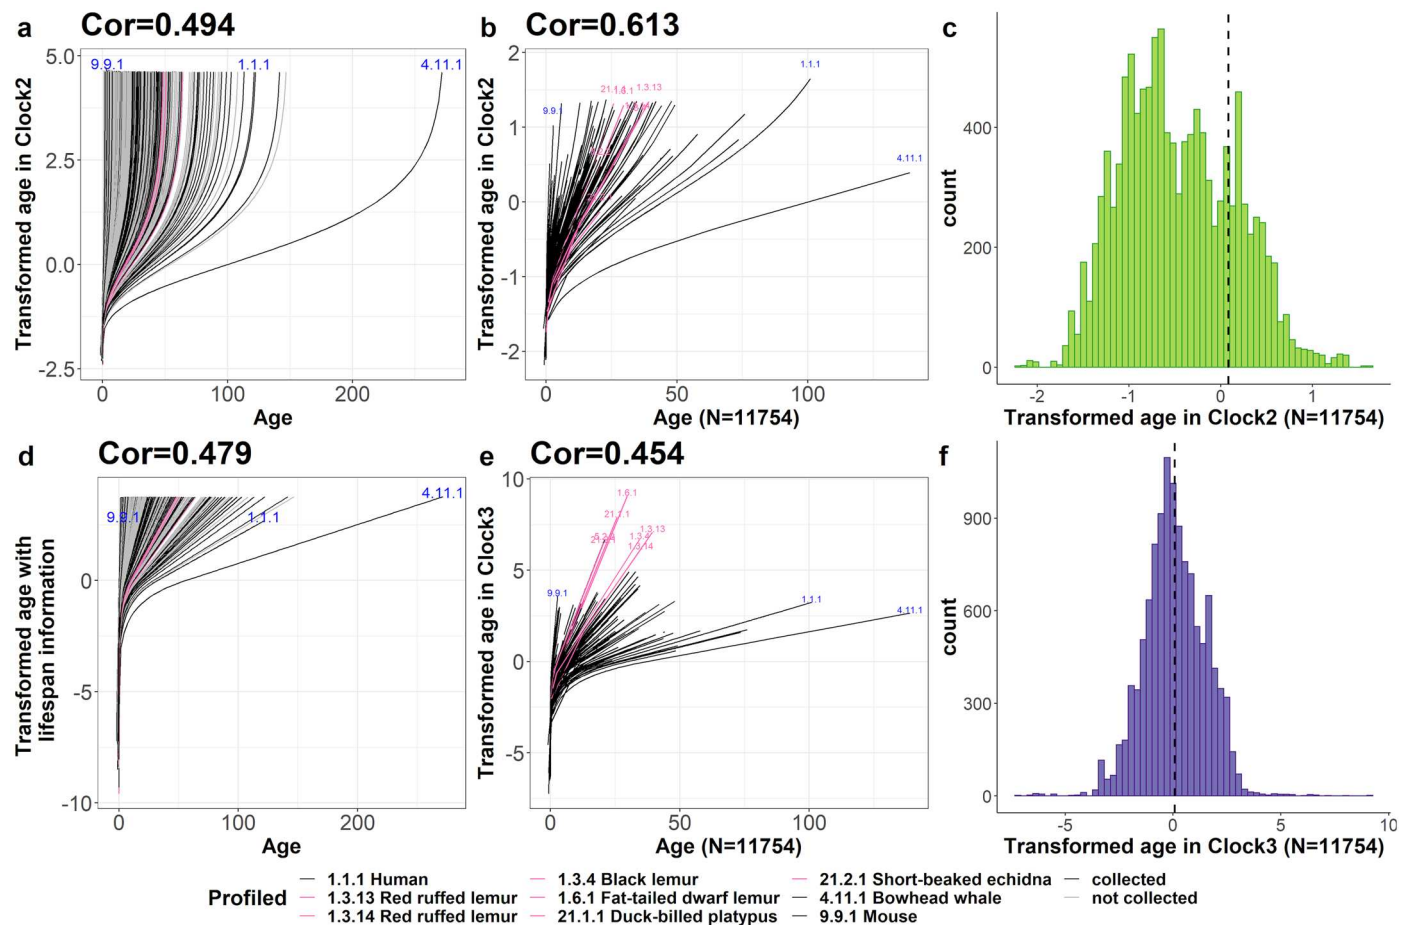 a Cor=0.494
b Cor=0.613
c
5.0
2.5
0.0
-2.5
Transformed age in Clock2
9.9.1
1.1.1
4.11.1
0
100
200
Age
2
1
0
-1
-2
Transformed age in Clock2
9.9.1
1.3.13
1.1.1
4.11.1
0
50
100
Age (N=11754)
400
200
0
count
-2
-1
0
1
Transformed age in Clock2 (N=11754)
d Cor=0.479
e Cor=0.454
f
0
-5
-10
Transformed age with
lifespan information
9.9.1
1.1.1
4.11.1
0
100
200
Age
10
5
0
-5
Transformed age in Clock3
1.6.1
21.1.1
1.3.13
1.3.4
1.3.14
9.9.1
1.1.1
4.11.1
0
50
100
Age (N=11754)
900
600
300
0
count
-5
0
5
10
Transformed age in Clock3 (N=11754)
Profiled
1.1.1 Human
1.3.13 Red ruffed lemur
1.3.14 Red ruffed lemur
1.3.4 Black lemur
1.6.1 Fat-tailed dwarf lemur
21.1.1 Duck-billed platypus
21.2.1 Short-beaked echidna
4.11.1 Bowhead whale
9.9.1 Mouse
collected
not collected